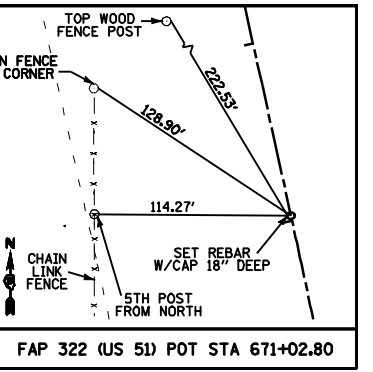 TOP WOOD
FENCE POST
N FENCE
CORNER
222.53'
128.90'
114.27'
SET REBAR
W/CAP 18" DEEP
N
CHAIN
LINK
FENCE
5TH POST
FROM NORTH
FAP 322 (US 51) POT STA 671+02.80